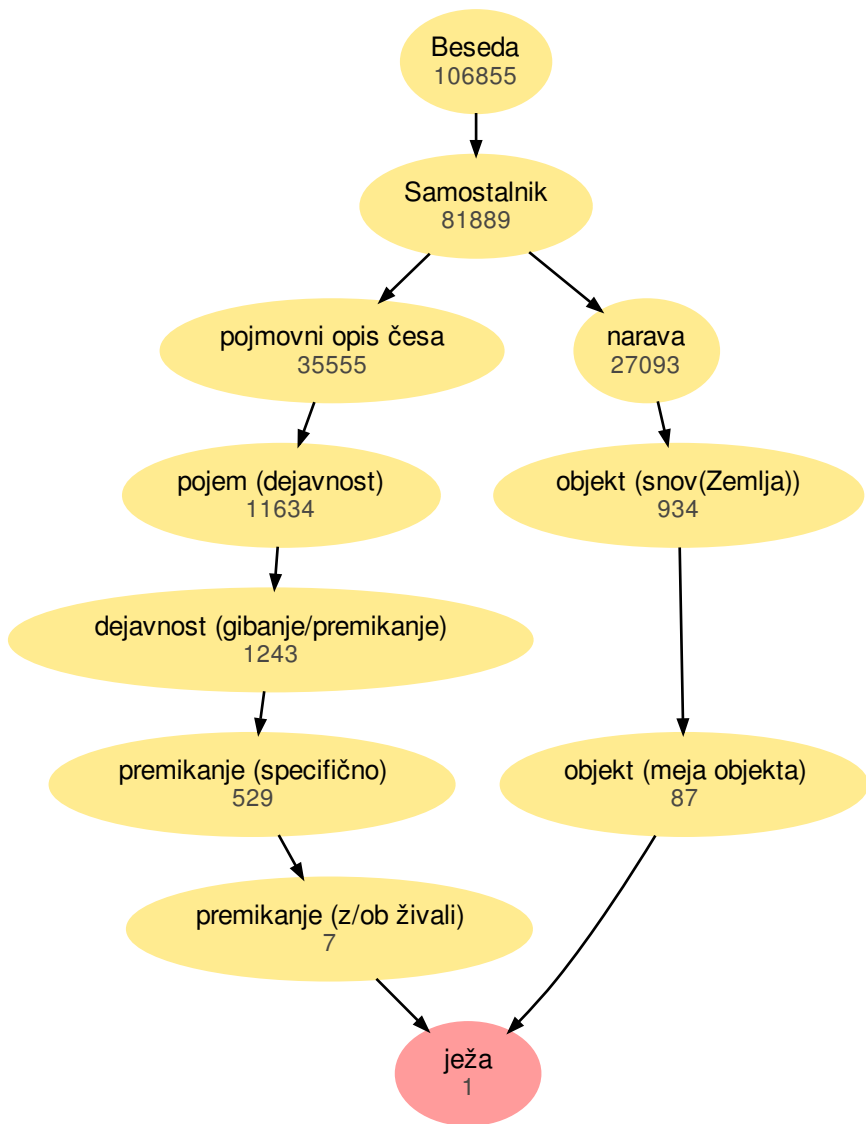 Beseda
106855
Samostalnik
81889
pojmovni opis česa
35555
narava
27093
pojem (dejavnost)
11634
objekt (snov(Zemlja))
934
dejavnost (gibanje/premikanje)
1243
premikanje (specifično)
529
objekt (meja objekta)
87
premikanje (z/ob živali)
7
ježa
1